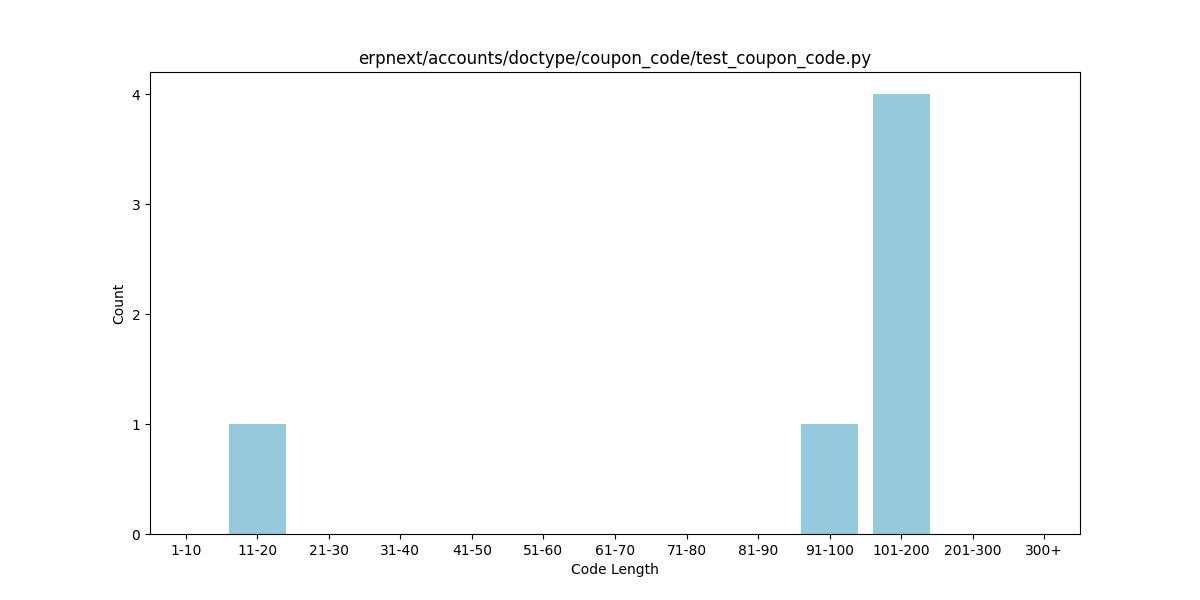 erpnext/accounts/doctype/coupon_code/test_coupon_code.py
4
3
2
1
0
Count
1-10 11-20 21-30 31-40 41-50 51-60 61-70 71-80 81-90 91-100 101-200 201-300 300+
Code Length